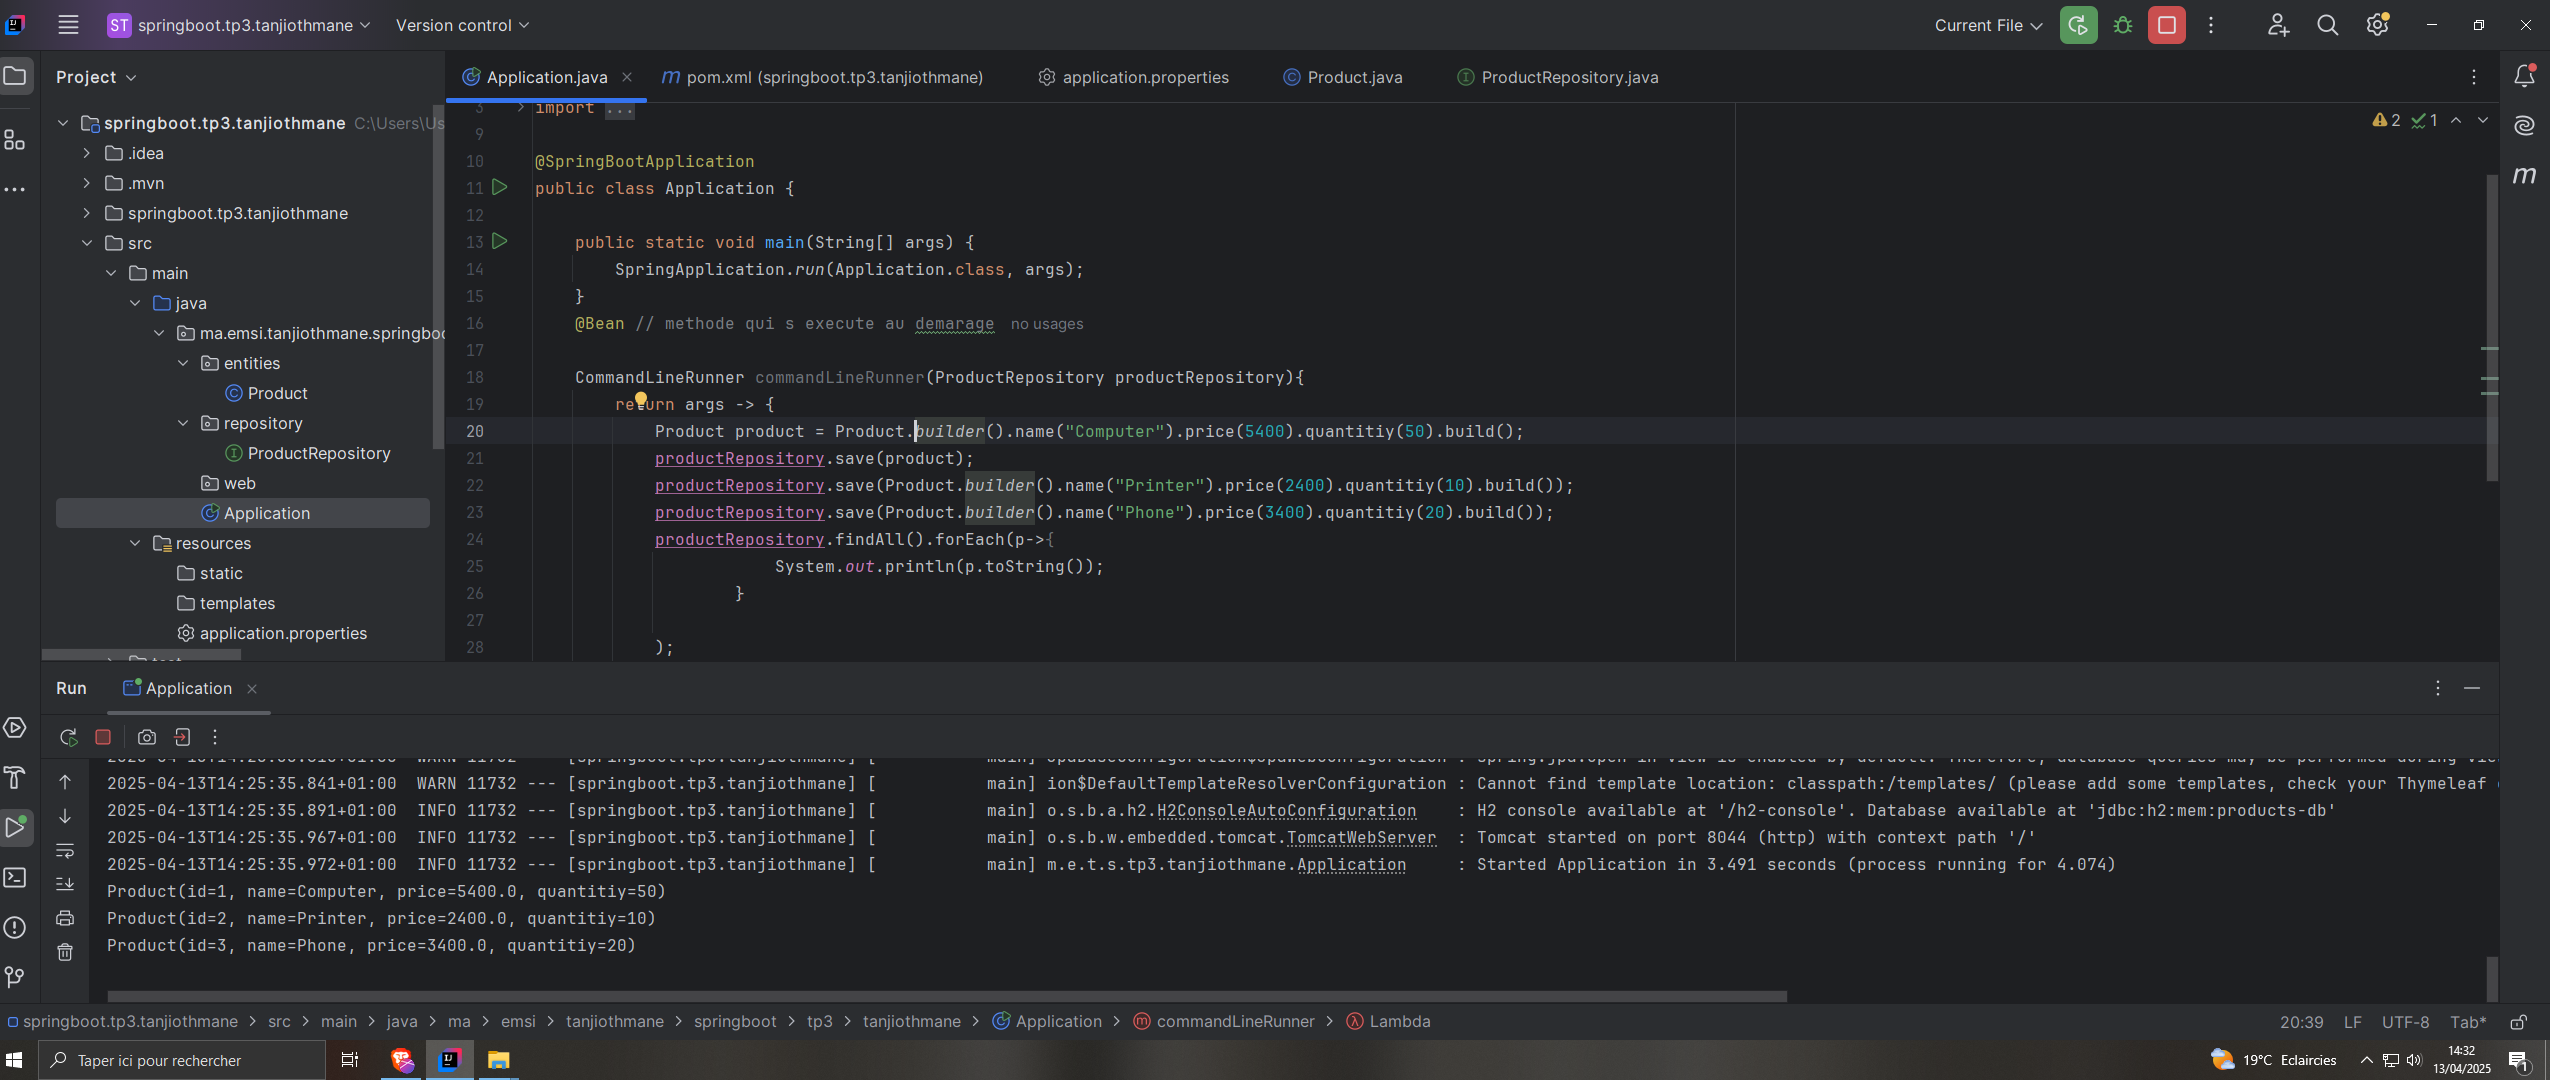 ST springboot.tp3.tanjiothmane Version control Current File
Project
Application.java pom.xml (springboot.tp3.tanjiothmane) application.properties Product.java ProductRepository.java
springboot.tp3.tanjiothmane C:\Users\Us
.idea
.mvn
springboot.tp3.tanjiothmane
src
main
java
ma.emsi.tanjiothmane.springboo
entities
Product
repository
ProductRepository
web
Application
resources
static
templates
application.properties
test
2 1
3 import ...
9
10 @SpringBootApplication
11 public class Application {
12
13 public static void main(String[] args) {
14 SpringApplication.run(Application.class, args);
15 }
16 @Bean // methode qui s execute au demarage no usages
17
18 CommandLineRunner commandLineRunner(ProductRepository productRepository){
19 return args -> {
20 Product product = Product.builder().name("Computer").price(5400).quantitiy(50).build();
21 productRepository.save(product);
22 productRepository.save(Product.builder().name("Printer").price(2400).quantitiy(10).build());
23 productRepository.save(Product.builder().name("Phone").price(3400).quantitiy(20).build());
24 productRepository.findAll().forEach(p->{
25 System.out.println(p.toString());
26 }
27
28 );
Run Application
2025-04-13T14:25:35.841+01:00 WARN 11732 --- [springboot.tp3.tanjiothmane] [ main] ion$DefaultTemplateResolverConfiguration : Cannot find template location: classpath:/templates/ (please add some templates, check your Thymeleaf
2025-04-13T14:25:35.891+01:00 INFO 11732 --- [springboot.tp3.tanjiothmane] [ main] o.s.b.a.h2.H2ConsoleAutoConfiguration : H2 console available at '/h2-console'. Database available at 'jdbc:h2:mem:products-db'
2025-04-13T14:25:35.967+01:00 INFO 11732 --- [springboot.tp3.tanjiothmane] [ main] o.s.b.w.embedded.tomcat.TomcatWebServer : Tomcat started on port 8044 (http) with context path '/'
2025-04-13T14:25:35.972+01:00 INFO 11732 --- [springboot.tp3.tanjiothmane] [ main] m.e.t.s.tp3.tanjiothmane.Application : Started Application in 3.491 seconds (process running for 4.074)
Product(id=1, name=Computer, price=5400.0, quantitiy=50)
Product(id=2, name=Printer, price=2400.0, quantitiy=10)
Product(id=3, name=Phone, price=3400.0, quantitiy=20)
springboot.tp3.tanjiothmane > src > main > java > ma > emsi > tanjiothmane > springboot > tp3 > tanjiothmane > Application > commandLineRunner > Lambda 20:39 LF UTF-8 Tab*
Taper ici pour rechercher 19°C Eclaircies 14:32
13/04/2025 1